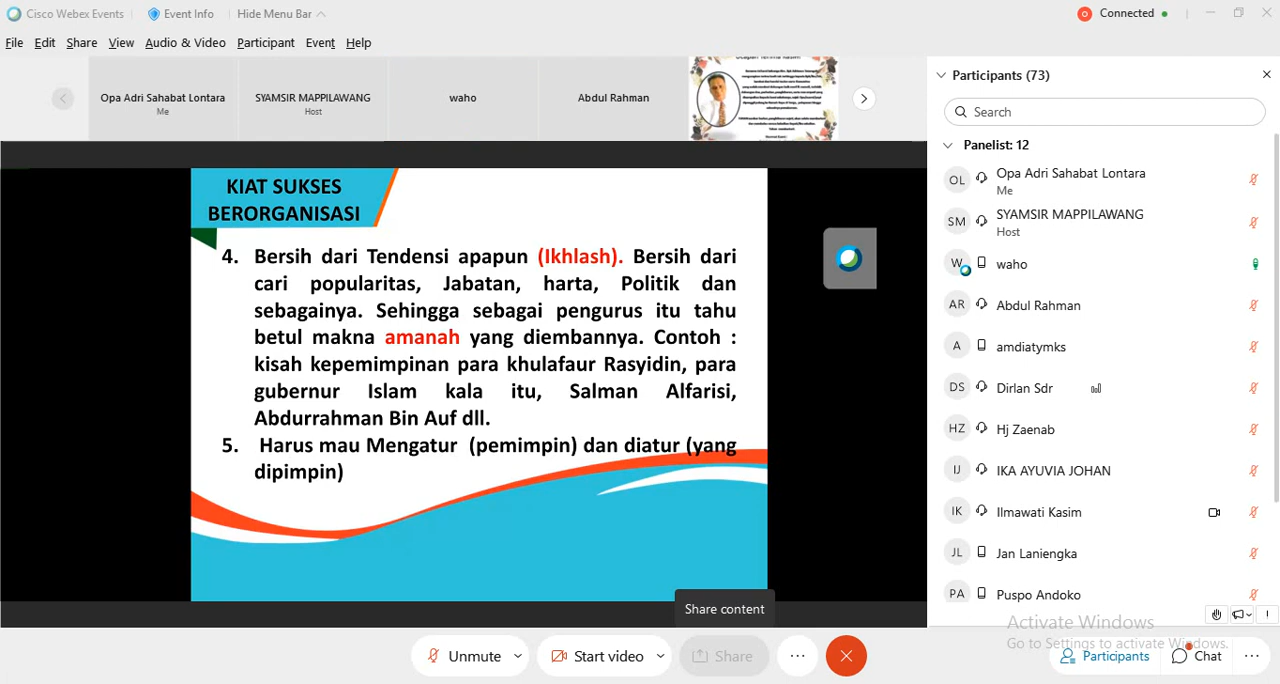 Cisco Webex Events
Event Info
Hide Menu Bar
Connected
File Edit Share View Audio & Video Participant Event Help
Opa Adri Sahabat Lontara
Me
SYAMSIR MAPPILAWANG
Host
waho
Abdul Rahman
Participants (73)
Search
Panelist: 12
OL Opa Adri Sahabat Lontara
Me
SM SYAMSIR MAPPILAWANG
Host
W waho
AR Abdul Rahman
A amdiatymks
DS Dirlan Sdr
HZ Hj Zaenab
IJ IKA AYUVIA JOHAN
IK Ilmawati Kasim
JL Jan Laniengka
PA Puspo Andoko
KIAT SUKSES
BERORGANISASI
4. Bersih dari Tendensi apapun (Ikhlash). Bersih dari
cari popularitas, Jabatan, harta, Politik dan
sebagainya. Sehingga sebagai pengurus itu tahu
betul makna amanah yang diembannya. Contoh :
kisah kepemimpinan para khulafaur Rasyidin, para
gubernur Islam kala itu, Salman Alfarisi,
Abdurrahman Bin Auf dll.
5. Harus mau Mengatur (pemimpin) dan diatur (yang
dipimpin)
Share content
Activate Windows
Go to Settings to activate Windows.
Unmute
Start video
Share
Participants
Chat